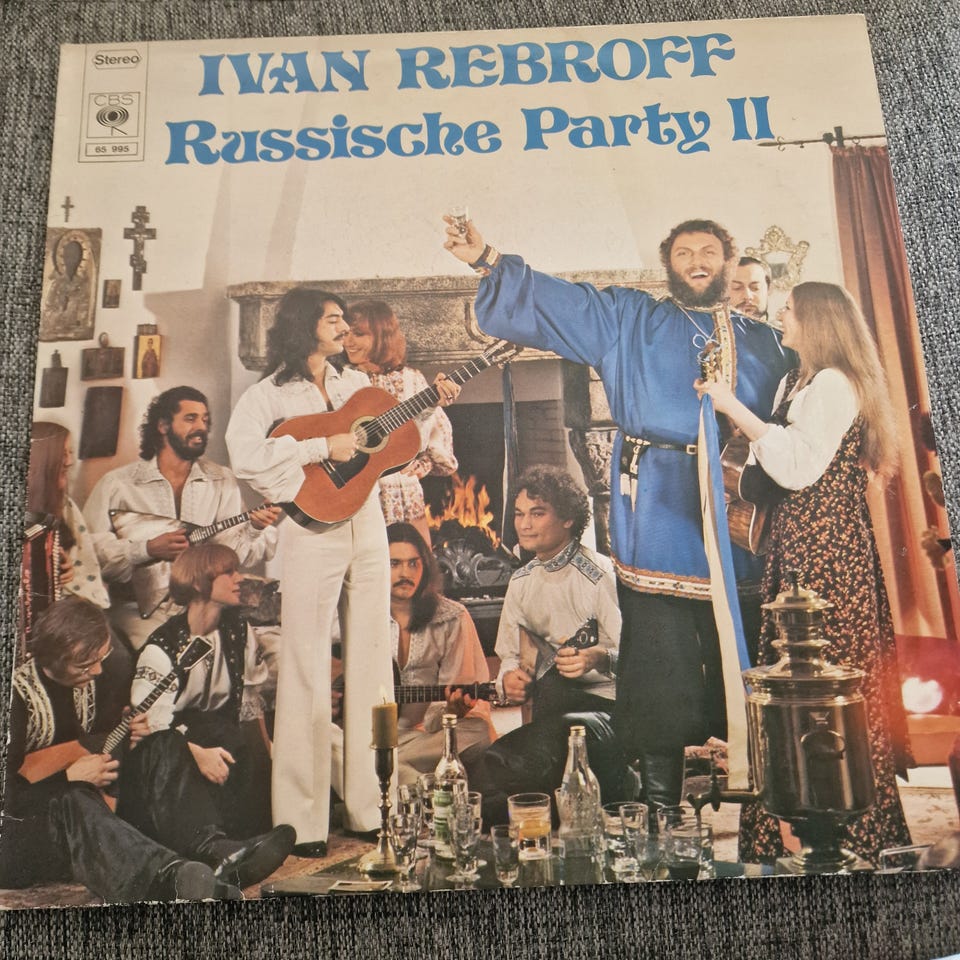 Stereo
CBS
65 995
IVAN REBROFF
Russische Party II